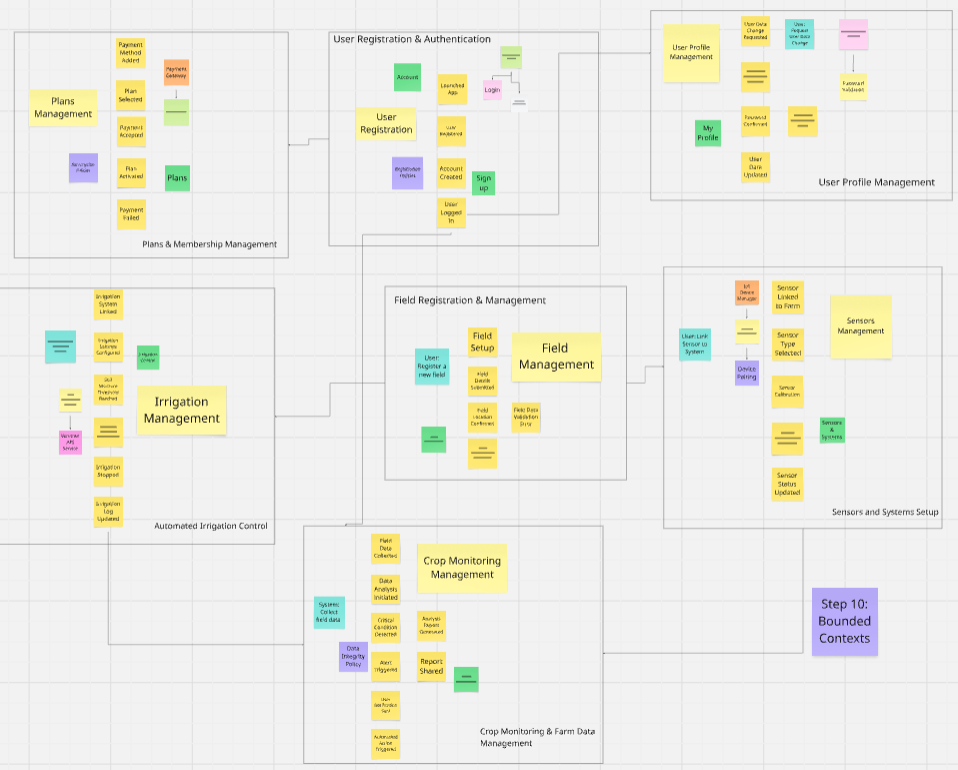 Payment
Method
Added
Payment
Gateway
Plans
Management
Plan
Selected
Payment
Accepted
Plan
Activated
Plans
Payment
Failed
Plans & Membership Management
User Registration & Authentication
Account
Launched
App.
Login
User
Registration
User
Registered
Registration
Account
Created
Sign
up
User
Logged
In
User Profile
Management
User Data
Change
Requested
User:
Request
User Data
Change
Password
Validated
Password
Confirmed
My
Profile
User
Data
Updated
User Profile Management
Irrigation
System
Linked
Irrigation
Configured
Irrigation
Soil
Moisture
Threshold
Reached
Irrigation
Management
Weather
API
Service
Irrigation
Stopped
Irrigation
Log
Updated
Automated Irrigation Control
Field Registration & Management
Field
Setup
Field
Management
User:
Register a
new field
Field
Details
Submitted
Field
Location
Confirmed
Field Data
Validation
Error
IoT
Device
Manager
Sensor
Linked
to Farm
Sensors
Management
User: Link
Sensor to
System
Sensor
Type
Selected
Device
Pairing
Sensor
Calibration
Sensors
&
Systems
Sensor
Status
Updated
Sensors and Systems Setup
Field
Data
Collected
Crop Monitoring
Management
Data
Analysis
Initiated
System:
Collect
field data
Critical
Condition
Detected
Analysis
Report
Generated
Data
Integrity
Policy
Alert
Triggered
Report
Shared
User
Notification
Sent
Automated
Action
Triggered
Crop Monitoring & Farm Data
Management
Step 10:
Bounded
Contexts